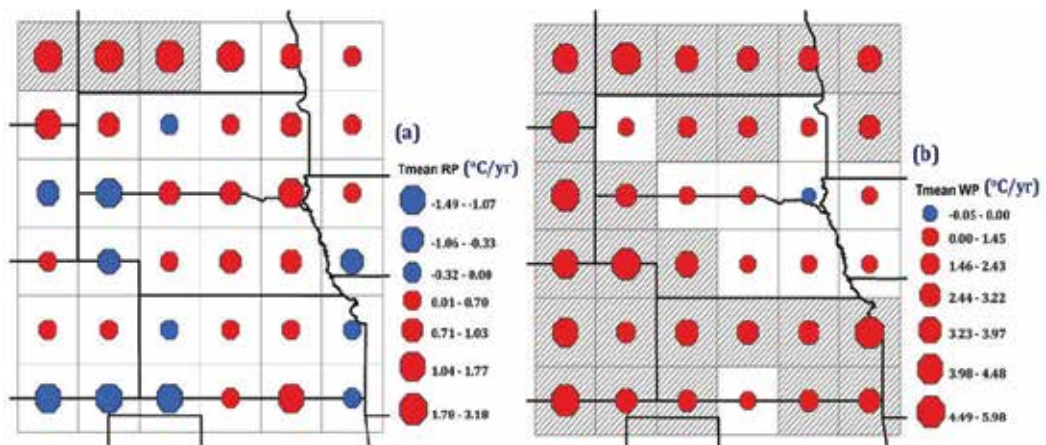 (a)
Tmean RP (°C/yr)
-1.49 - -1.07
-1.06 - -0.33
-0.32 - 0.00
0.01 - 0.70
0.71 - 1.03
1.04 - 1.77
1.78 - 3.18
(b)
Tmean WP (°C/yr)
-0.05 - 0.00
0.00 - 1.45
1.46 - 2.43
2.44 - 3.22
3.23 - 3.97
3.98 - 4.48
4.49 - 5.98